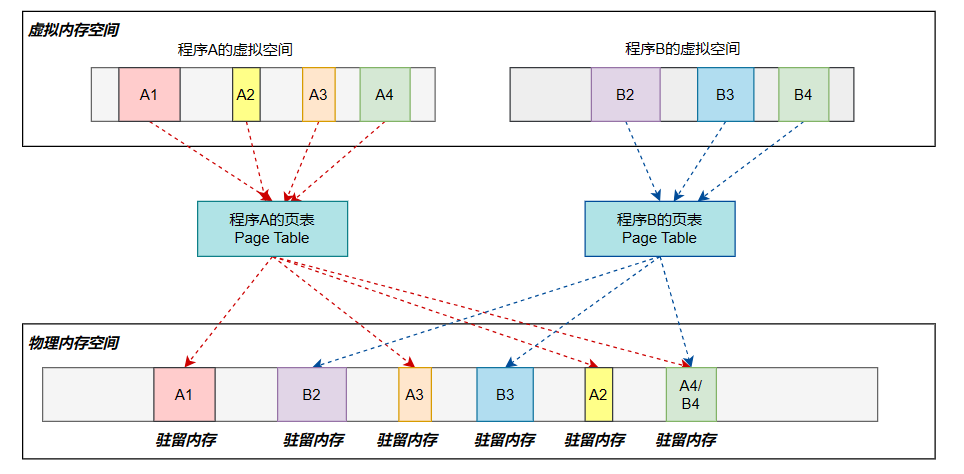 虚拟内存空间
程序A的虚拟空间
程序B的虚拟空间
A1
A2
A3
A4
B2
B3
B4
程序A的页表
Page Table
程序B的页表
Page Table
物理内存空间
A1
B2
A3
B3
A2
A4/
B4
驻留内存
驻留内存
驻留内存
驻留内存
驻留内存
驻留内存